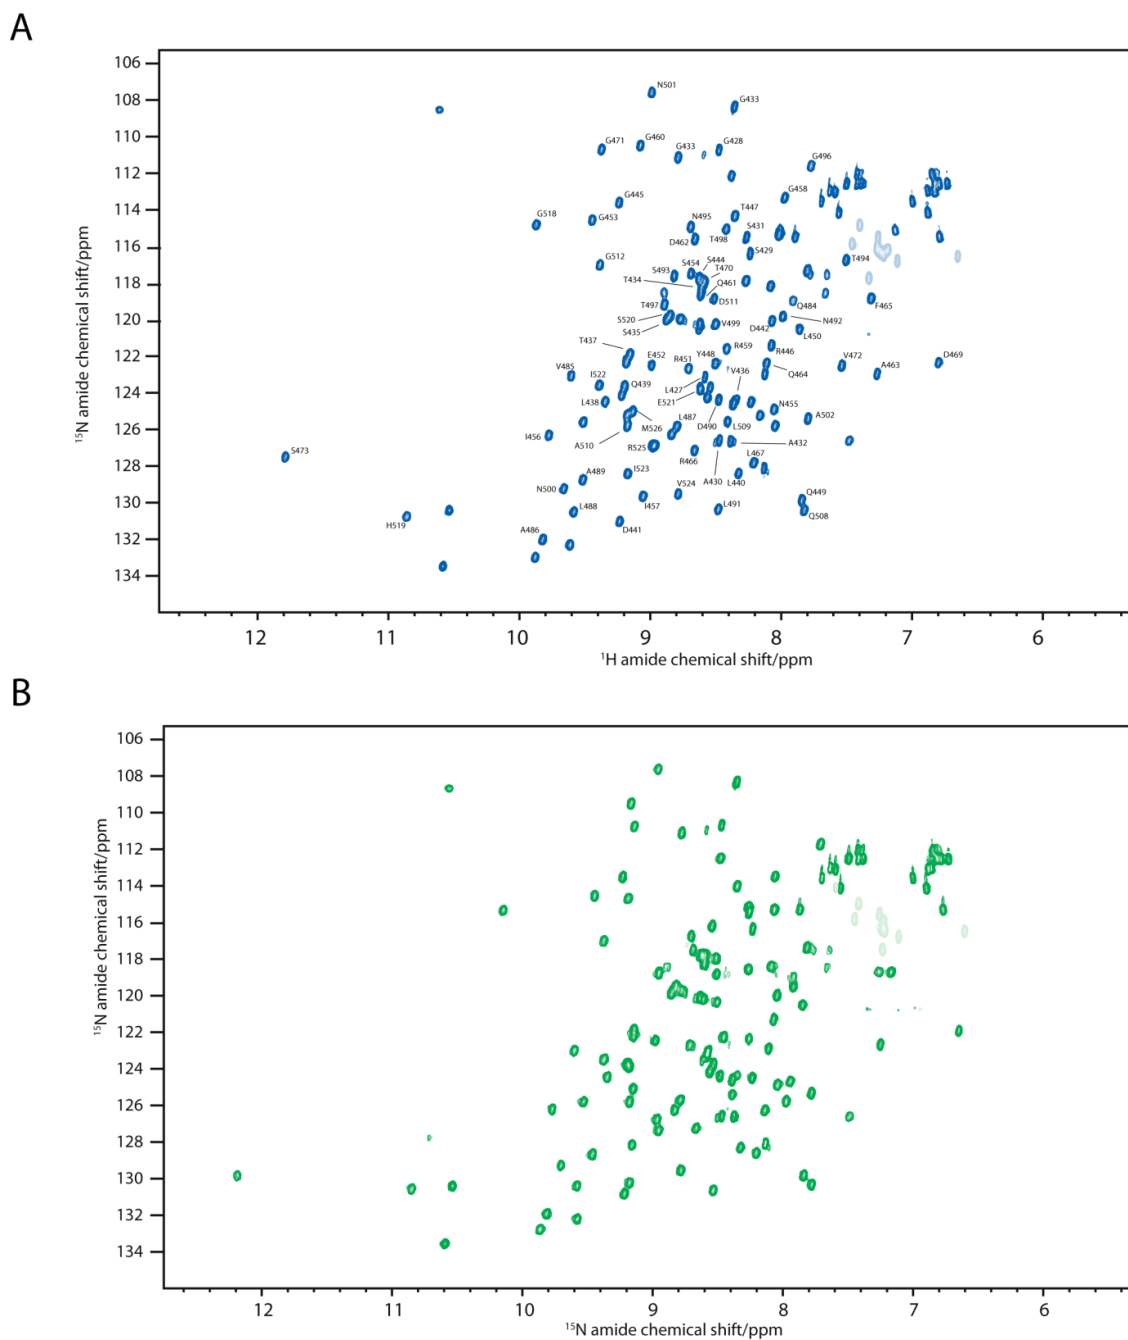 A
106
108
110
112
114
116
118
120
122
124
126
128
130
132
134
15N amide chemical shift/ppm
N501
G433
G471
G460
G433
G428
G496
G458
G445
G518
G453
N495
T447
S431
D462
T498
S429
G512
S493
S454
S444
T470
T494
T434
Q461
D511
T497
Q484
F465
S520
S435
V499
D442
N492
L450
T437
E452
R451
Y448
R459
R446
V472
A463
D469
V485
I522
Q439
L427
V436
Q464
L438
E521
N455
A502
M526
L487
D490
L509
I456
A510
R525
R466
L467
A432
S473
A489
I523
A430
L440
N500
I457
V524
L491
Q449
Q508
H519
L488
A486
D441
12
11
10
9
8
7
6
1H amide chemical shift/ppm
B
106
108
110
112
114
116
118
120
122
124
126
128
130
132
134
15N amide chemical shift/ppm
12
11
10
9
8
7
6
15N amide chemical shift/ppm